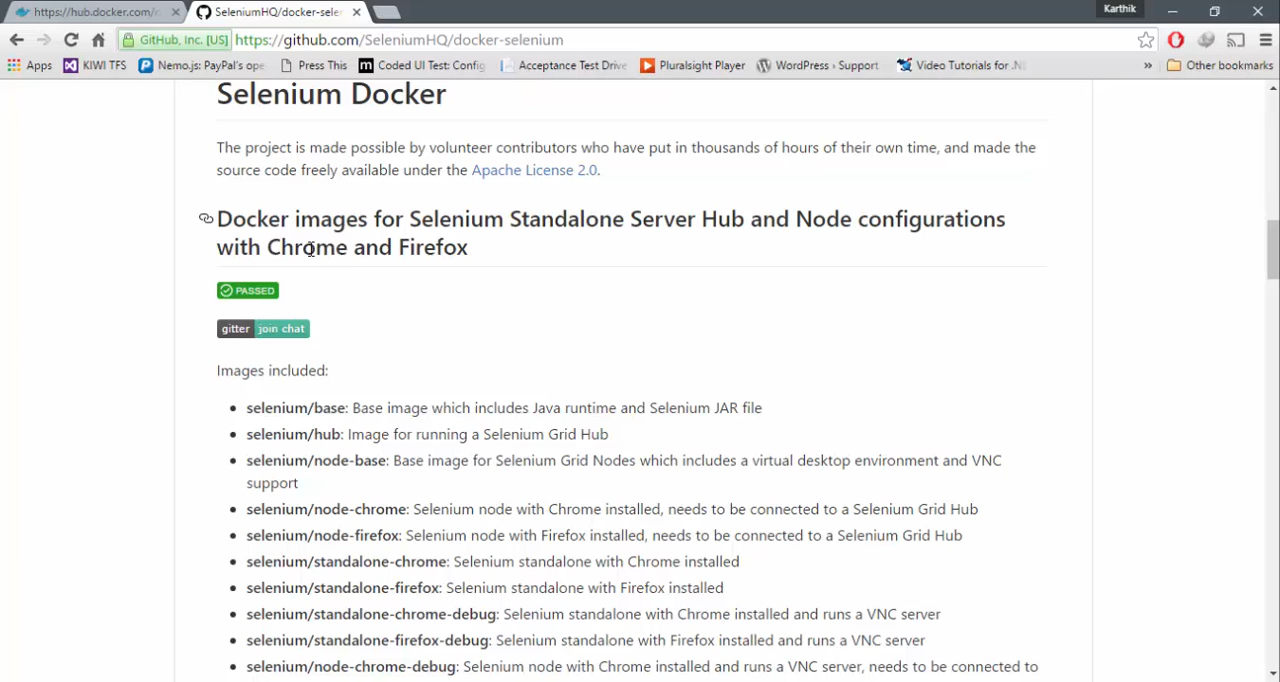 https://hub.docker.com/
SeleniumHQ/docker-sele
Karthik
GitHub, Inc. [US] https://github.com/SeleniumHQ/docker-selenium
Apps KIWI TFS Nemo.js: PayPal's ope Press This Coded UI Test: Config Acceptance Test Drive Pluralsight Player WordPress › Support Video Tutorials for .N » Other bookmarks
Selenium Docker
The project is made possible by volunteer contributors who have put in thousands of hours of their own time, and made the
source code freely available under the Apache License 2.0.
Docker images for Selenium Standalone Server Hub and Node configurations
with Chrome and Firefox
PASSED
gitter join chat
Images included:
• selenium/base: Base image which includes Java runtime and Selenium JAR file
• selenium/hub: Image for running a Selenium Grid Hub
• selenium/node-base: Base image for Selenium Grid Nodes which includes a virtual desktop environment and VNC
support
• selenium/node-chrome: Selenium node with Chrome installed, needs to be connected to a Selenium Grid Hub
• selenium/node-firefox: Selenium node with Firefox installed, needs to be connected to a Selenium Grid Hub
• selenium/standalone-chrome: Selenium standalone with Chrome installed
• selenium/standalone-firefox: Selenium standalone with Firefox installed
• selenium/standalone-chrome-debug: Selenium standalone with Chrome installed and runs a VNC server
• selenium/standalone-firefox-debug: Selenium standalone with Firefox installed and runs a VNC server
• selenium/node-chrome-debug: Selenium node with Chrome installed and runs a VNC server, needs to be connected to